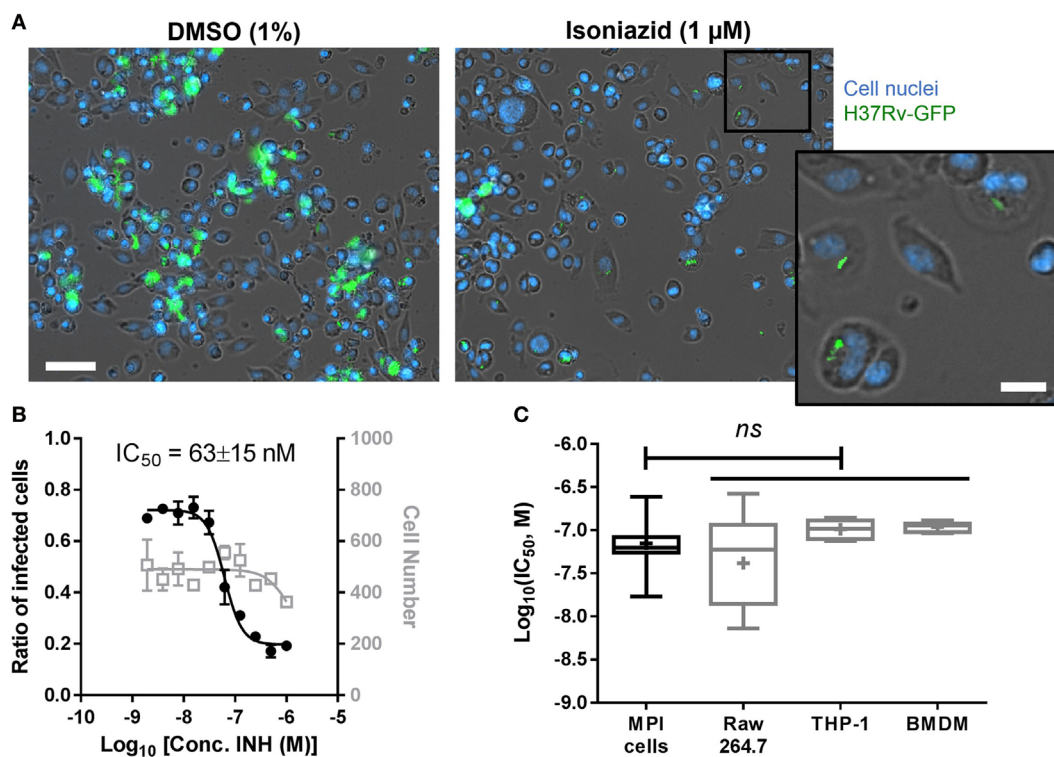 A
DMSO (1%)
Isoniazid (1 µM)
Cell nuclei
H37Rv-GFP
B
IC50 = 63±15 nM
Ratio of infected cells
1.0
0.8
0.6
0.4
0.2
0.0
1000
800
600
400
200
0
Cell Number
-10
-9
-8
-7
-6
-5
Log10 [Conc. INH (M)]
C
ns
Log10(IC50, M)
-6.0
-6.5
-7.0
-7.5
-8.0
-8.5
-9.0
MPI
cells
Raw
264.7
THP-1
BMDM